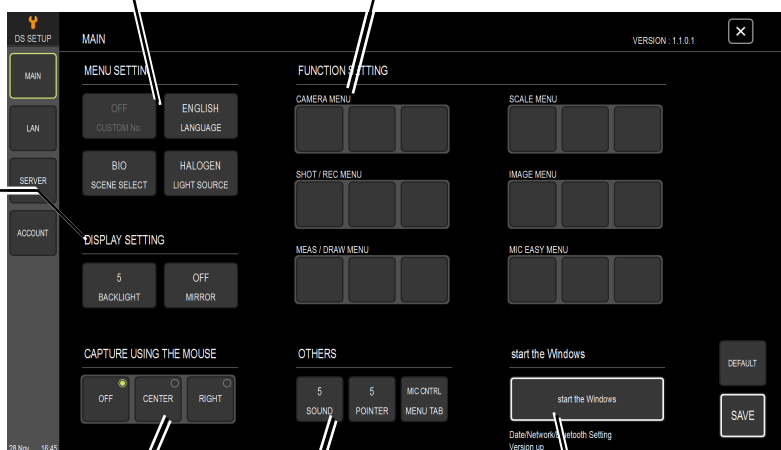 DS SETUP
MAIN
VERSION : 1.1.0.1
MAIN
LAN
SERVER
ACCOUNT
MENU SETTING
OFF
CUSTOM No.
ENGLISH
LANGUAGE
BIO
SCENE SELECT
HALOGEN
LIGHT SOURCE
DISPLAY SETTING
5
BACKLIGHT
OFF
MIRROR
CAPTURE USING THE MOUSE
OFF
CENTER
RIGHT
FUNCTION SETTING
CAMERA MENU
SCALE MENU
SHOT / REC MENU
IMAGE MENU
MEAS / DRAW MENU
MIC EASY MENU
OTHERS
5
SOUND
5
POINTER
MIC CNTRL
MENU TAB
start the Windows
start the Windows
Date/Network/Bluetooth Setting
Version up
DEFAULT
SAVE
28 Nov. 16:45